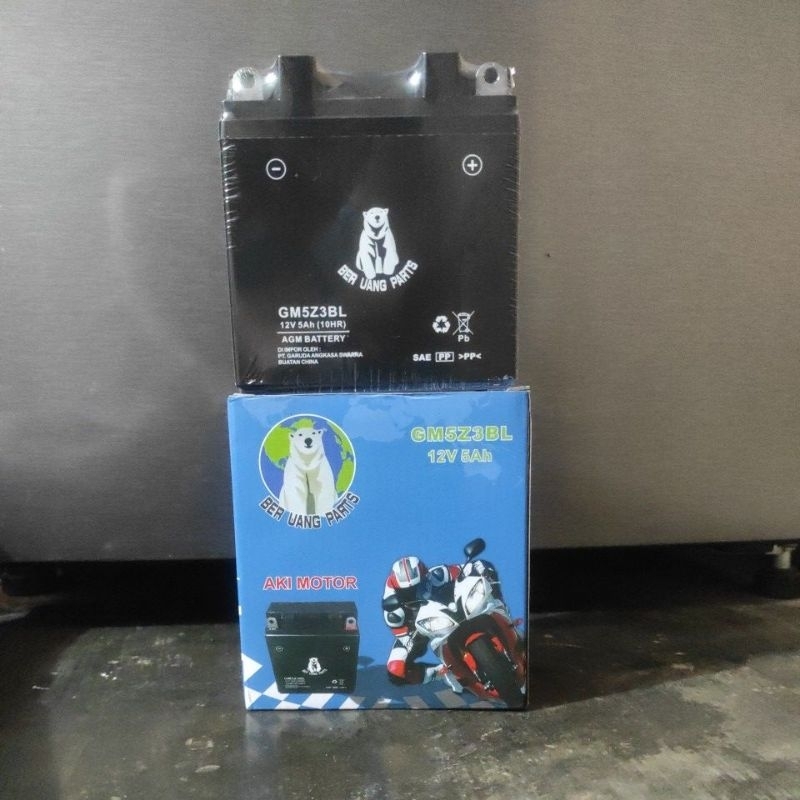 −
+
BER UANG PARTS
GM5Z3BL
12V 5Ah (10HR)
AGM BATTERY
DI IMPOR OLEH :
PT. GARUDA ANGKASA SWARRA
BUATAN CHINA
Pb
SAE PP >PP<
GM5Z3BL
12V 5Ah
BER UANG PARTS
AKI MOTOR